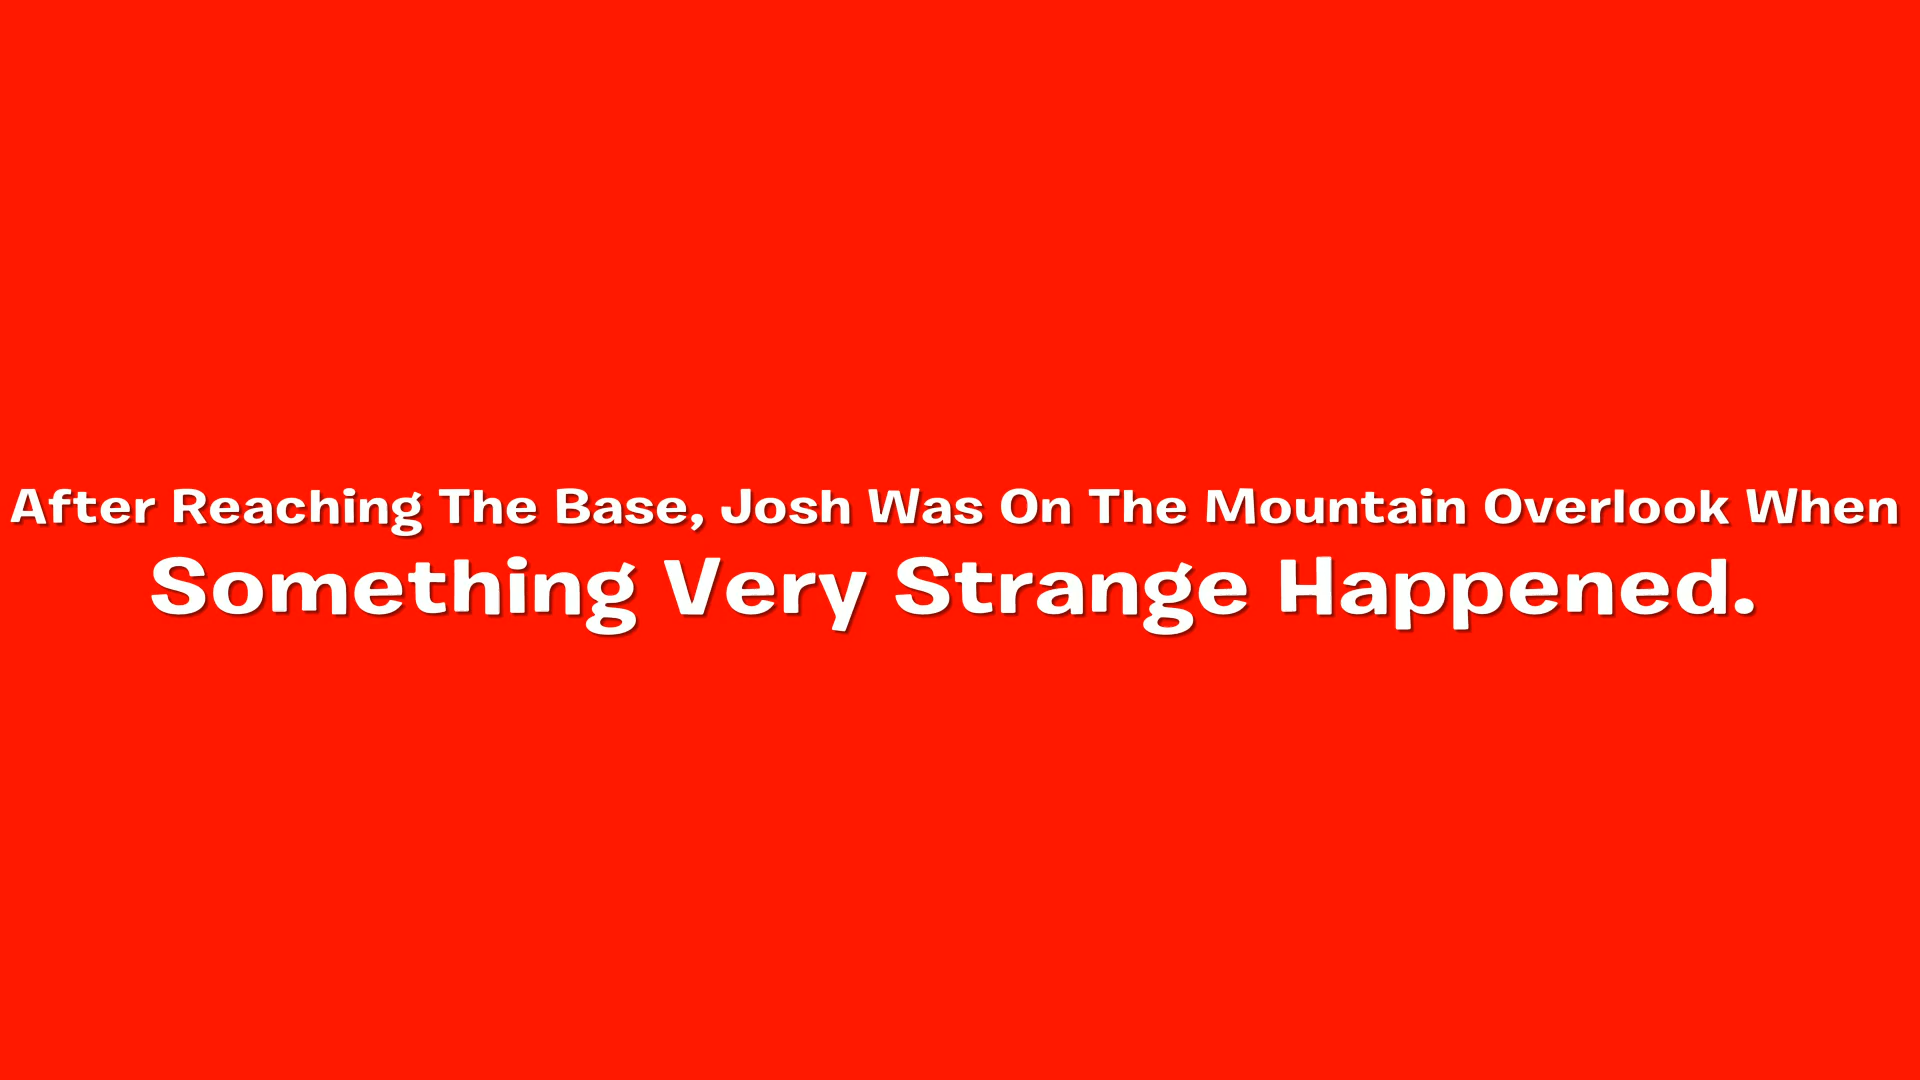 After Reaching The Base, Josh Was On The Mountain Overlook When
Something Very Strange Happened.